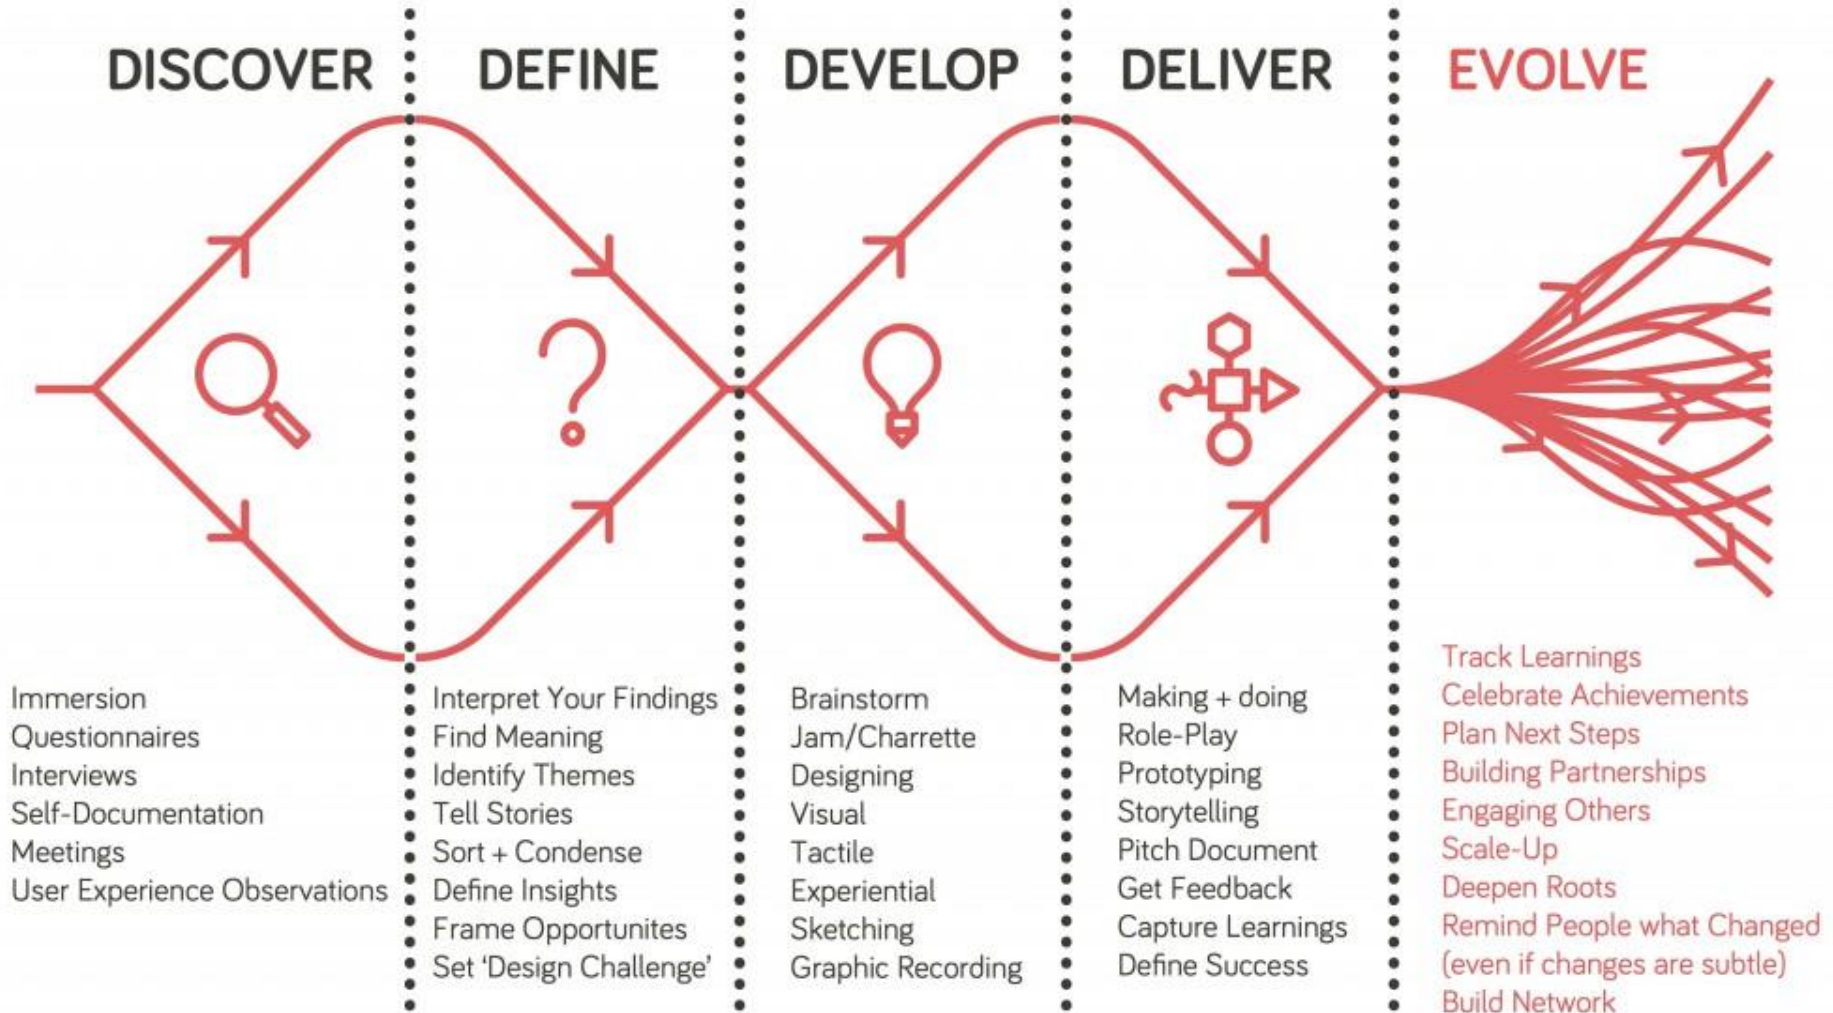 DISCOVER
DEFINE
DEVELOP
DELIVER
EVOLVE
Immersion
Questionnaires
Interviews
Self-Documentation
Meetings
User Experience Observations
Interpret Your Findings
Find Meaning
Identify Themes
Tell Stories
Sort + Condense
Define Insights
Frame Opportunites
Set ‘Design Challenge’
Brainstorm
Jam/Charrette
Designing
Visual
Tactile
Experiential
Sketching
Graphic Recording
Making + doing
Role-Play
Prototyping
Storytelling
Pitch Document
Get Feedback
Capture Learnings
Define Success
Track Learnings
Celebrate Achievements
Plan Next Steps
Building Partnerships
Engaging Others
Scale-Up
Deepen Roots
Remind People what Changed
(even if changes are subtle)
Build Network